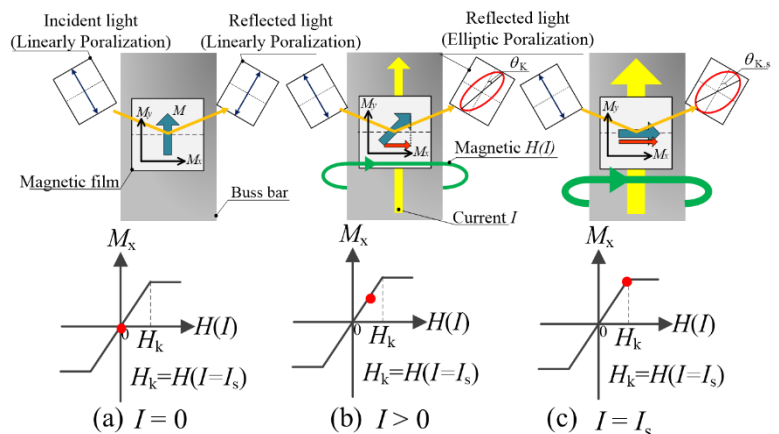 Incident light
(Linearly Poralization)
Reflected light
(Linearly Poralization)
Reflected light
(Elliptic Poralization)
θK
θK.s
My
M
Mx
My
Mx
My
Mx
Magnetic film
Buss bar
Magnetic H(I)
Current I
Mx
H(I)
0
Hk
Hk=H(I=Is)
(a) I = 0
Mx
H(I)
0
Hk
Hk=H(I=Is)
(b) I > 0
Mx
H(I)
0
Hk
Hk=H(I=Is)
(c) I = Is